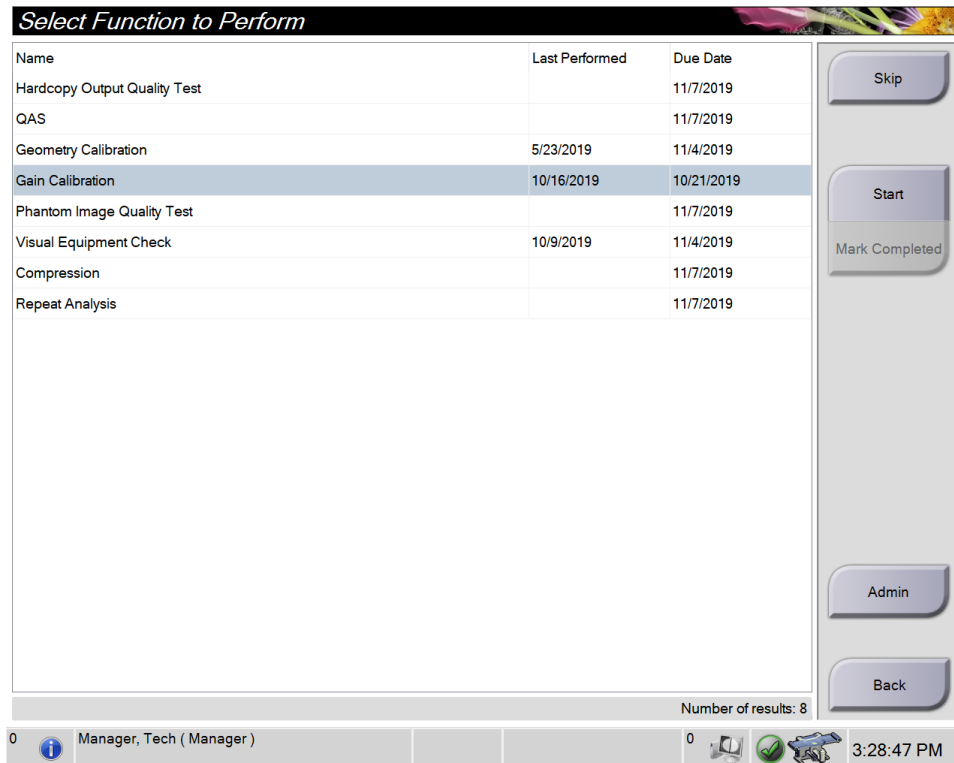 Select Function to Perform
Name Last Performed Due Date
Hardcopy Output Quality Test 11/7/2019
QAS 11/7/2019
Geometry Calibration 5/23/2019 11/4/2019
Gain Calibration 10/16/2019 10/21/2019
Phantom Image Quality Test 11/7/2019
Visual Equipment Check 10/9/2019 11/4/2019
Compression 11/7/2019
Repeat Analysis 11/7/2019
Number of results: 8
Skip
Start
Mark Completed
Admin
Back
0 Manager, Tech ( Manager ) 0 3:28:47 PM